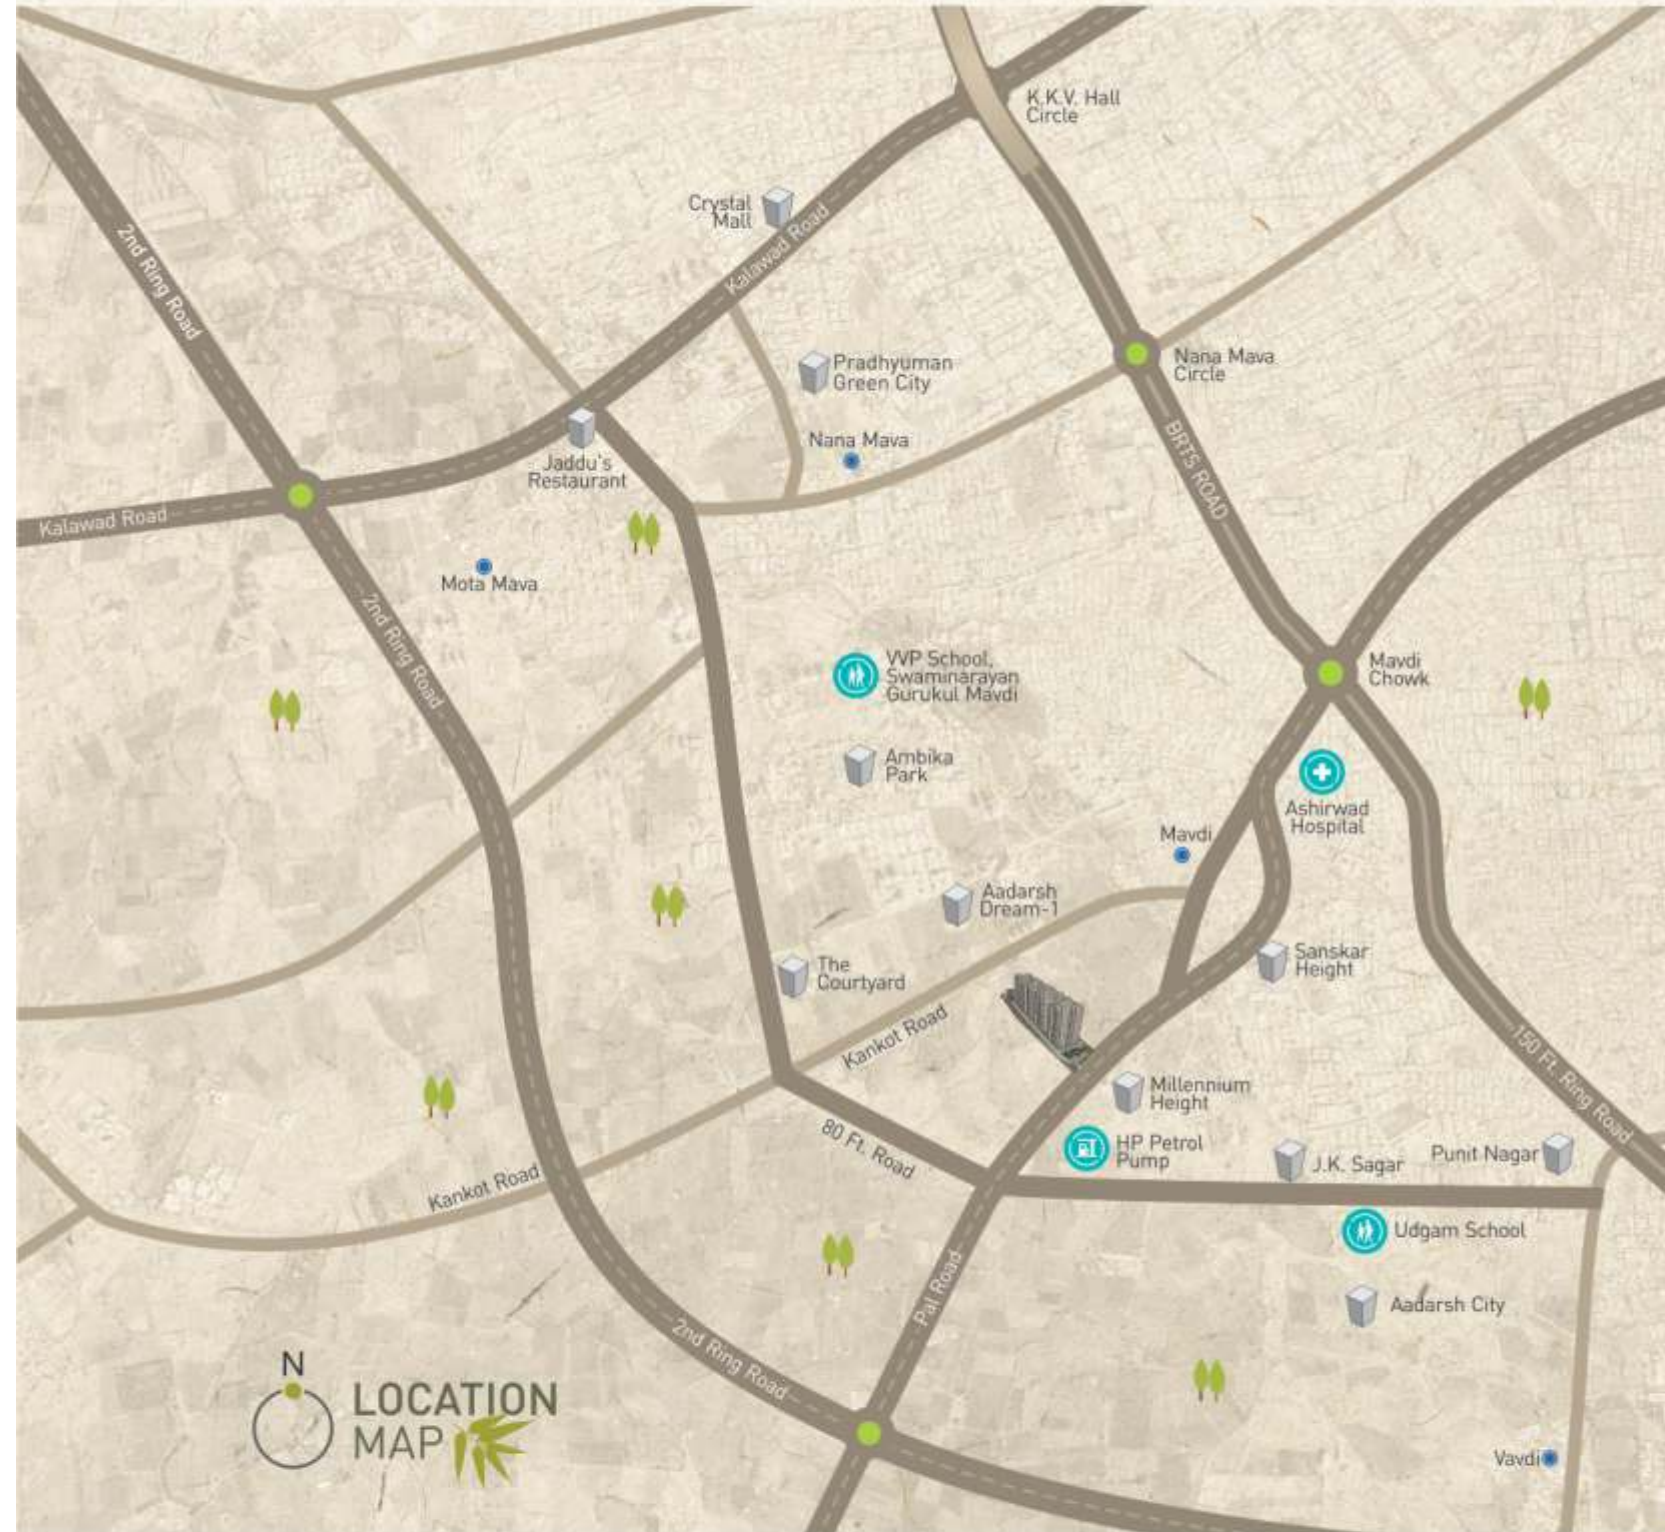 K.K.V. Hall
Circle
Crystal
Mall
Kalawad Road
2nd Ring Road
Pradhyuman
Green City
Nana Mava
Circle
Nana Mava
BRTS ROAD
Jaddu's
Restaurant
Kalawad Road
Mota Mava
2nd Ring Road
VVP School,
Swaminarayan
Gurukul Mavdi
Mavdi
Chowk
Ambika
Park
Ashirwad
Hospital
Mavdi
Aadarsh
Dream-1
The
Courtyard
Sanskar
Height
Kankot Road
150 Ft. Ring Road
Millennium
Height
80 Ft. Road
HP Petrol
Pump
J.K. Sagar
Punit Nagar
Kankot Road
Udgam School
Pal Road
Aadarsh City
2nd Ring Road
N
LOCATION
MAP
Vavdi